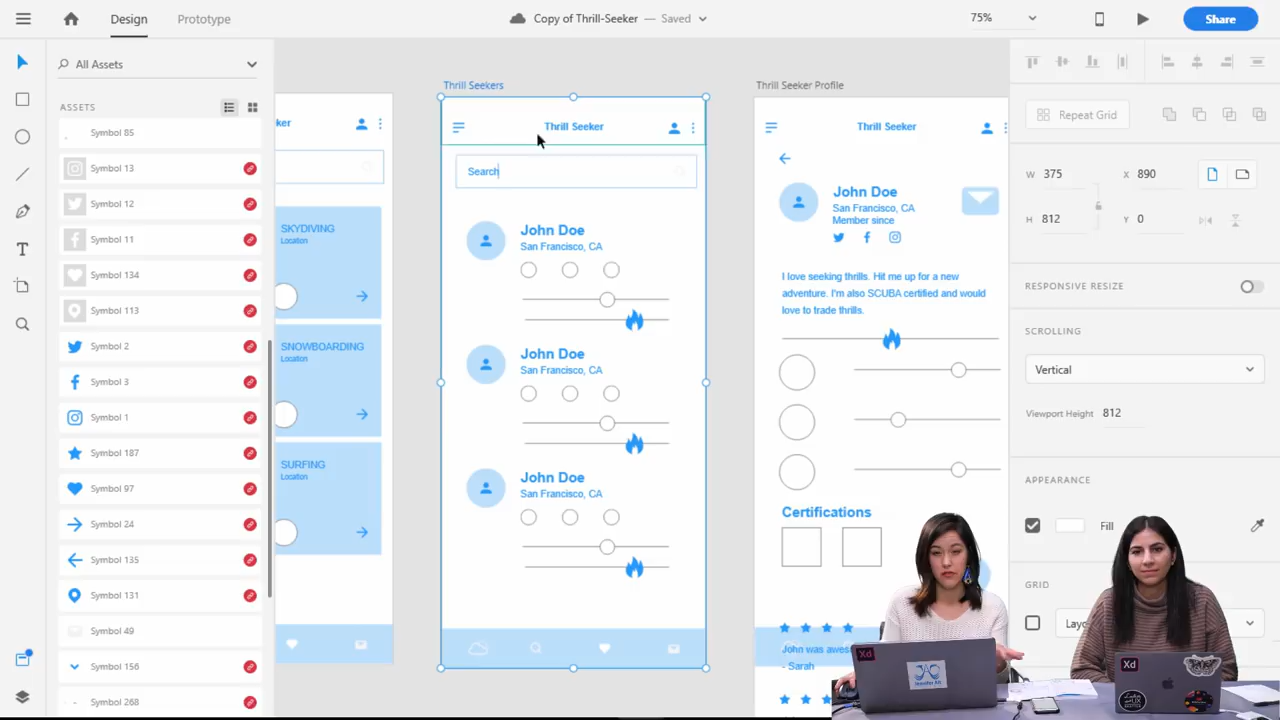 Design
Prototype
Copy of Thrill-Seeker — Saved
75%
Share
All Assets
ASSETS
Symbol 85
Symbol 13
Symbol 12
Symbol 11
Symbol 134
Symbol 113
Symbol 2
Symbol 3
Symbol 1
Symbol 187
Symbol 97
Symbol 24
Symbol 135
Symbol 131
Symbol 49
Symbol 156
Symbol 268
ker
SKYDIVING
Location
SNOWBOARDING
Location
SURFING
Location
Thrill Seekers
Thrill Seeker
Search
John Doe
San Francisco, CA
John Doe
San Francisco, CA
John Doe
San Francisco, CA
Thrill Seeker Profile
Thrill Seeker
John Doe
San Francisco, CA
Member since
I love seeking thrills. Hit me up for a new
adventure. I'm also SCUBA certified and would
love to trade thrills.
Certifications
John was awes
- Sarah
Repeat Grid
W 375 X 890
H 812 Y 0
RESPONSIVE RESIZE
SCROLLING
Vertical
Viewport Height 812
APPEARANCE
Fill
GRID
Layo
Xd
Xd